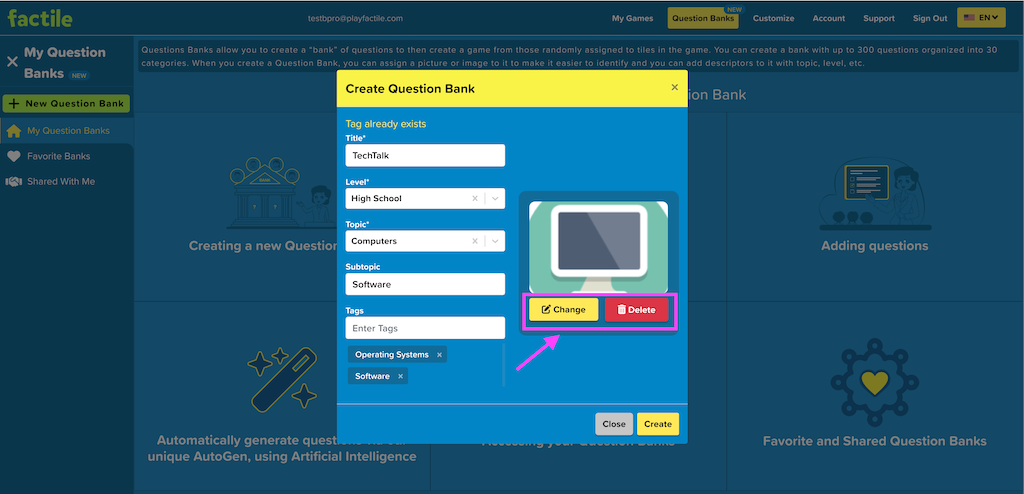 factile
testbpro@playfactile.com
My Games
Question Banks
NEW
Customize
Account
Support
Sign Out
EN
My Question
Banks NEW
New Question Bank
My Question Banks
Favorite Banks
Shared With Me
Questions Banks allow you to create a "bank" of questions to then create a game from those randomly assigned to tiles in the game. You can create a bank with up to 300 questions organized into 30
categories. When you create a Question Bank, you can assign a picture or image to it to make it easier to identify and you can add descriptors to it with topic, level, etc.
on Bank
Create Question Bank
×
Tag already exists
Title*
TechTalk
Level*
High School
Topic*
Computers
Subtopic
Software
Tags
Enter Tags
Operating Systems ×
Software ×
Change
Delete
Close
Create
Creating a new Question
Adding questions
Automatically generate questions
unique AutoGen, using Artificial Intelligence
Accessing your Question Banks
Favorite and Shared Question Banks